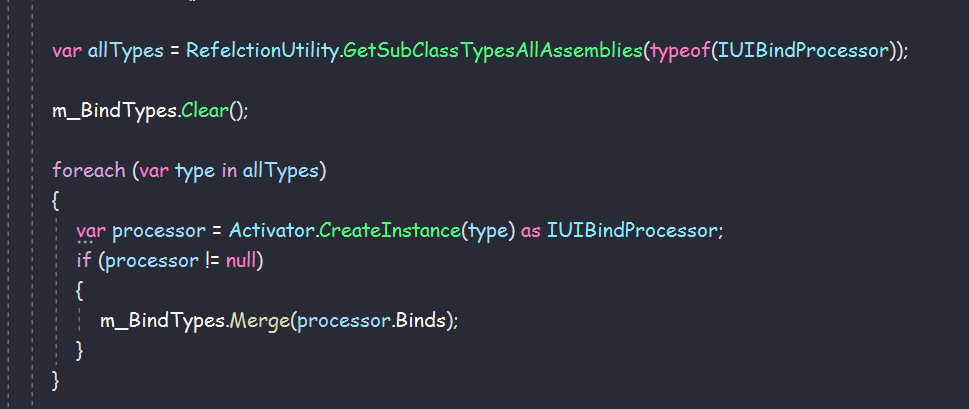 var allTypes = RefelctionUtility.GetSubClassTypesAllAssemblies(typeof(IUIBindProcessor));
m_BindTypes.Clear();
foreach (var type in allTypes)
{
var processor = Activator.CreateInstance(type) as IUIBindProcessor;
if (processor != null)
{
m_BindTypes.Merge(processor.Binds);
}
}